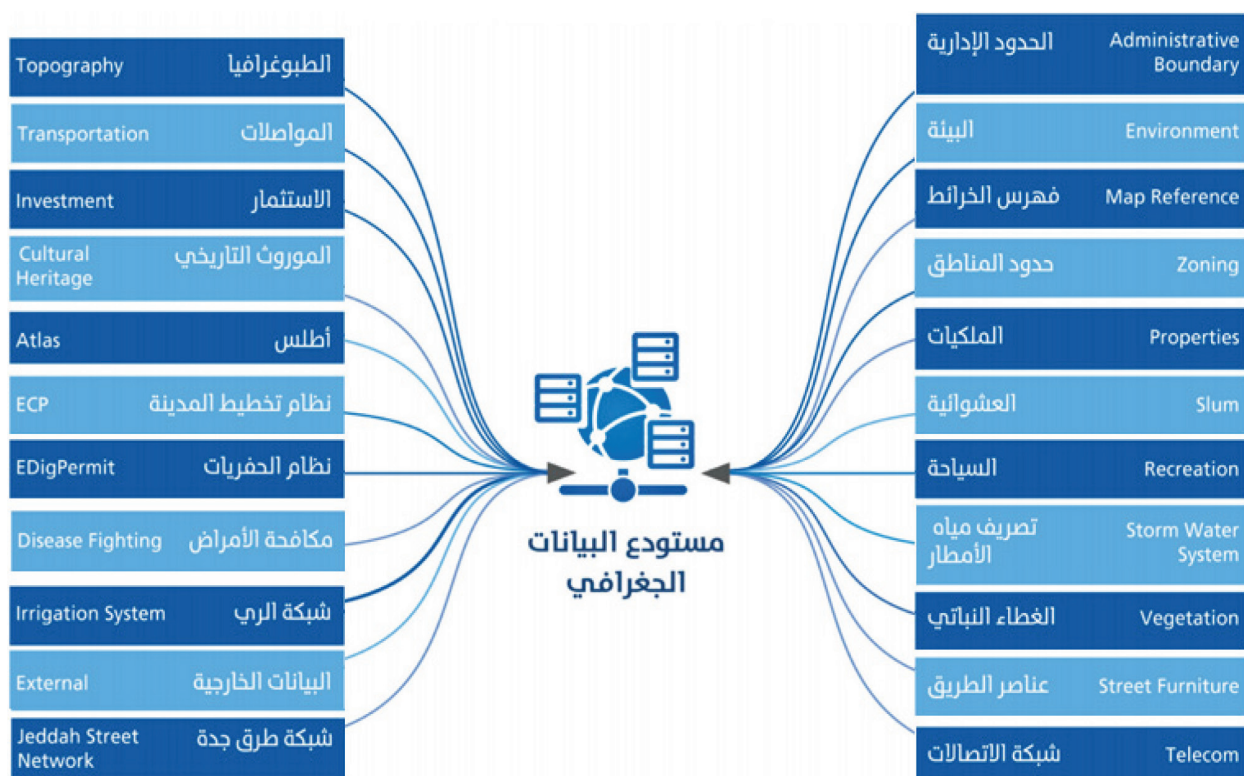 Topography الطبوغرافيا
Transportation المواصلات
Investment الاستثمار
Cultural الموروث التاريخي
Heritage
Atlas أطلس
ECP نظام تخطيط المدينة
EDigPermit نظام الحفريات
Disease Fighting مكافحة الأمراض
Irrigation System شبكة الري
External البيانات الخارجية
Jeddah Street شبكة طرق جدة
Network
مستودع البيانات
الجغرافي
الحدود الإدارية Administrative
Boundary
البيئة Environment
فهرس الخرائط Map Reference
حدود المناطق Zoning
الملكيات Properties
العشوائية Slum
السياحة Recreation
تصريف مياه Storm Water
الأمطار System
الغطاء النباتي Vegetation
عناصر الطريق Street Furniture
شبكة الاتصالات Telecom